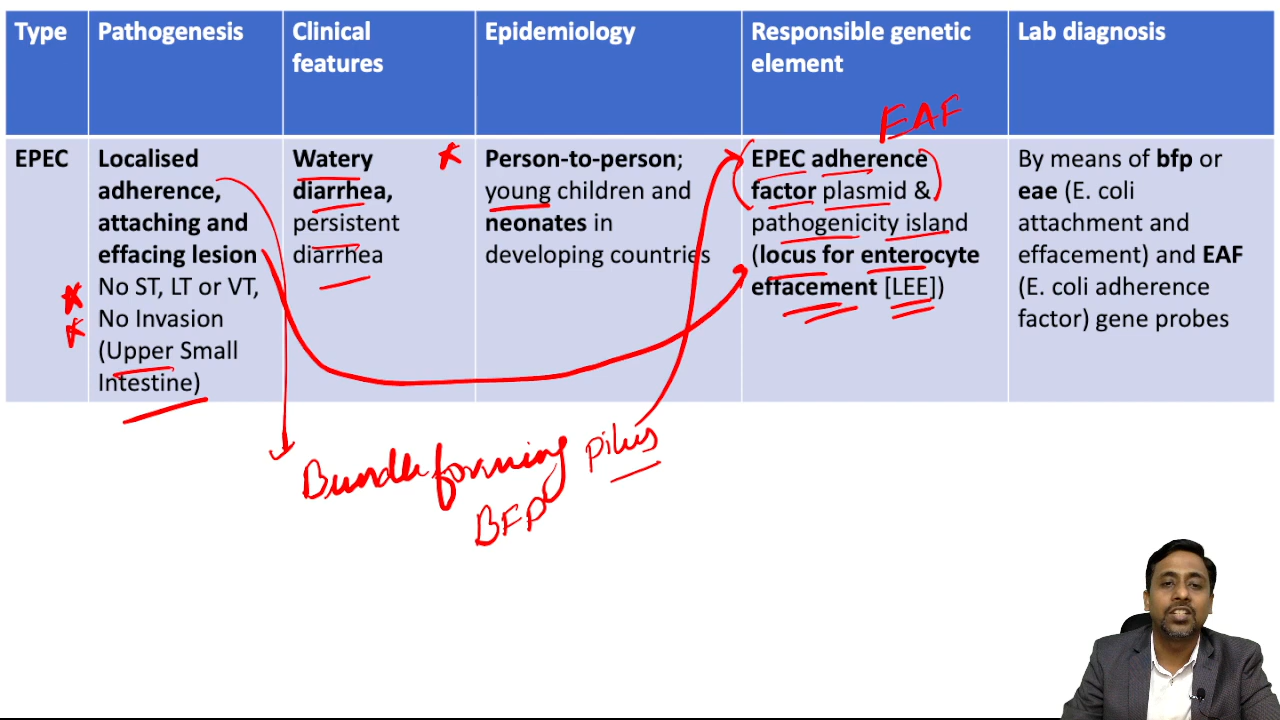 Type
Pathogenesis
Clinical
features
Epidemiology
Responsible genetic
element
Lab diagnosis
EAF
EPEC
Localised
adherence,
attaching and
effacing lesion
No ST, LT or VT,
No Invasion
(Upper Small
Intestine)
Watery
diarrhea,
persistent
diarrhea
Person-to-person;
young children and
neonates in
developing countries
EPEC adherence
factor plasmid &
pathogenicity island
(locus for enterocyte
effacement [LEE])
By means of bfp or
eae (E. coli
attachment and
effacement) and EAF
(E. coli adherence
factor) gene probes
Bundle forming pilus
BFP